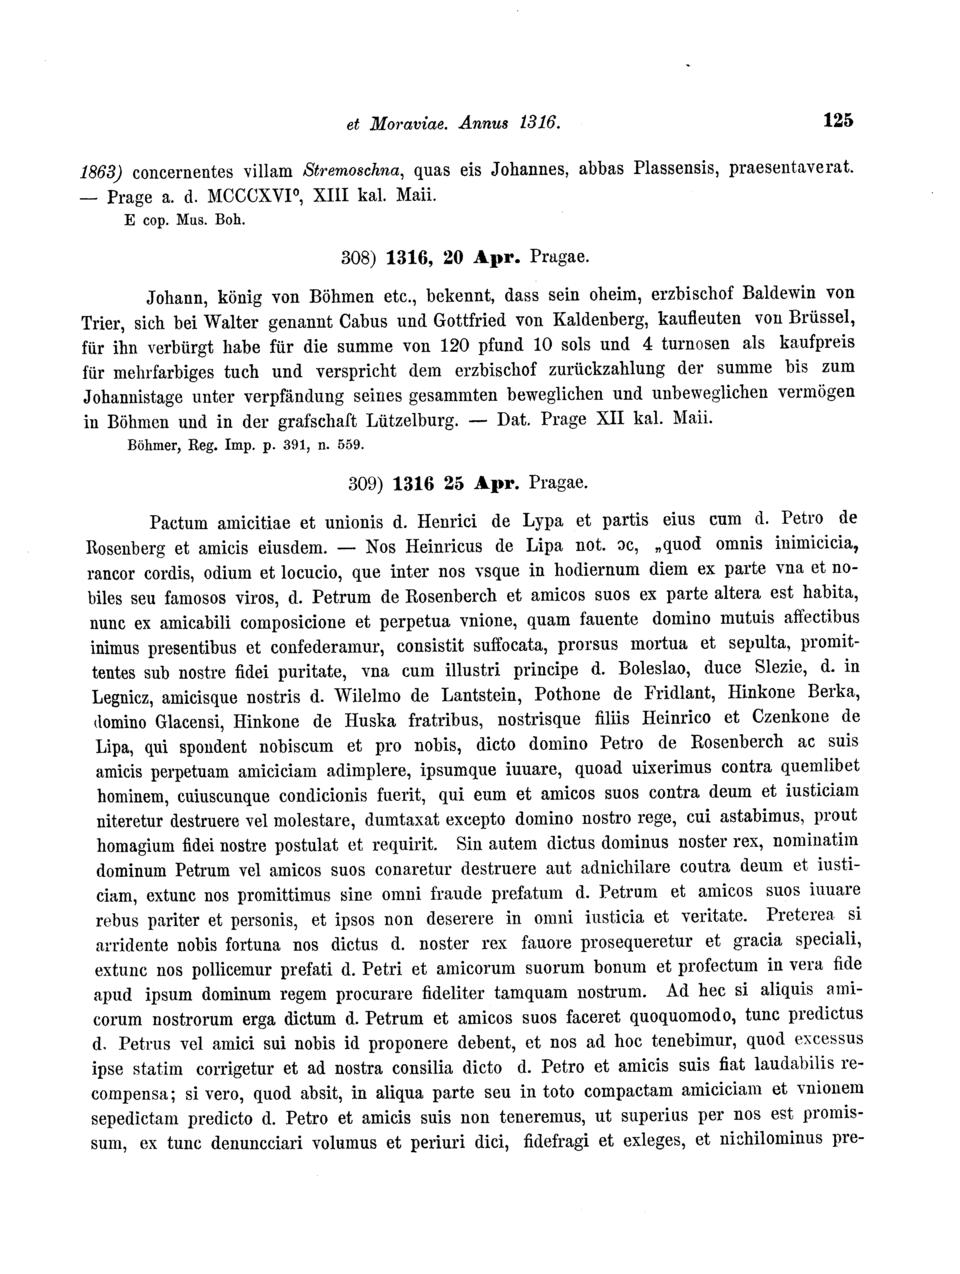 et Moraviae. Annus 1316. 125
1863) concernentes villam Stremoschna, quas eis Johannes, abbas Plassensis, praesentaverat.
— Prage a. d. MCCCXVI⁰, XIII kal. Maii.
E cop. Mus. Boh.
308) 1316, 20 Apr. Pragae.
Johann, könig von Böhmen etc., bekennt, dass sein oheim, erzbischof Baldewin von
Trier, sich bei Walter genannt Cabus und Gottfried von Kaldenberg, kaufleuten von Brüssel,
für ihn verbürgt habe für die summe von 120 pfund 10 sols und 4 turnosen als kaufpreis
für mehrfarbiges tuch und verspricht dem erzbischof zurückzahlung der summe bis zum
Johannistage unter verpfändung seines gesammten beweglichen und unbeweglichen vermögen
in Böhmen und in der grafschaft Lützelburg. — Dat. Prage XII kal. Maii.
Böhmer, Reg. Imp. p. 391, n. 559.
309) 1316 25 Apr. Pragae.
Pactum amicitiae et unionis d. Henrici de Lypa et partis eius cum d. Petro de
Rosenberg et amicis eiusdem. — Nos Heinricus de Lipa not. ɔc, „quod omnis inimicicia,
rancor cordis, odium et locucio, que inter nos vsque in hodiernum diem ex parte vna et no-
biles seu famosos viros, d. Petrum de Rosenberch et amicos suos ex parte altera est habita,
nunc ex amicabili composicione et perpetua vnione, quam fauente domino mutuis affectibus
inimus presentibus et confederamur, consistit suffocata, prorsus mortua et sepulta, promit-
tentes sub nostre fidei puritate, vna cum illustri principe d. Boleslao, duce Slezie, d. in
Legnicz, amicisque nostris d. Wilelmo de Lantstein, Pothone de Fridlant, Hinkone Berka,
domino Glacensi, Hinkone de Huska fratribus, nostrisque filiis Heinrico et Czenkone de
Lipa, qui spondent nobiscum et pro nobis, dicto domino Petro de Rosenberch ac suis
amicis perpetuam amiciciam adimplere, ipsumque iuuare, quoad uixerimus contra quemlibet
hominem, cuiuscunque condicionis fuerit, qui eum et amicos suos contra deum et iusticiam
niteretur destruere vel molestare, dumtaxat excepto domino nostro rege, cui astabimus, prout
homagium fidei nostre postulat et requirit. Sin autem dictus dominus noster rex, nominatim
dominum Petrum vel amicos suos conaretur destruere aut adnichilare contra deum et iusti-
ciam, extunc nos promittimus sine omni fraude prefatum d. Petrum et amicos suos iuuare
rebus pariter et personis, et ipsos non deserere in omni iusticia et veritate. Preterea si
arridente nobis fortuna nos dictus d. noster rex fauore prosequeretur et gracia speciali,
extunc nos pollicemur prefati d. Petri et amicorum suorum bonum et profectum in vera fide
apud ipsum dominum regem procurare fideliter tamquam nostrum. Ad hec si aliquis ami-
corum nostrorum erga dictum d. Petrum et amicos suos faceret quoquomodo, tunc predictus
d. Petrus vel amici sui nobis id proponere debent, et nos ad hoc tenebimur, quod excessus
ipse statim corrigetur et ad nostra consilia dicto d. Petro et amicis suis fiat laudabilis re-
compensa; si vero, quod absit, in aliqua parte seu in toto compactam amiciciam et vnionem
sepedictam predicto d. Petro et amicis suis non teneremus, ut superius per nos est promis-
sum, ex tunc denuncciari volumus et periuri dici, fidefragi et exleges, et nichilominus pre-